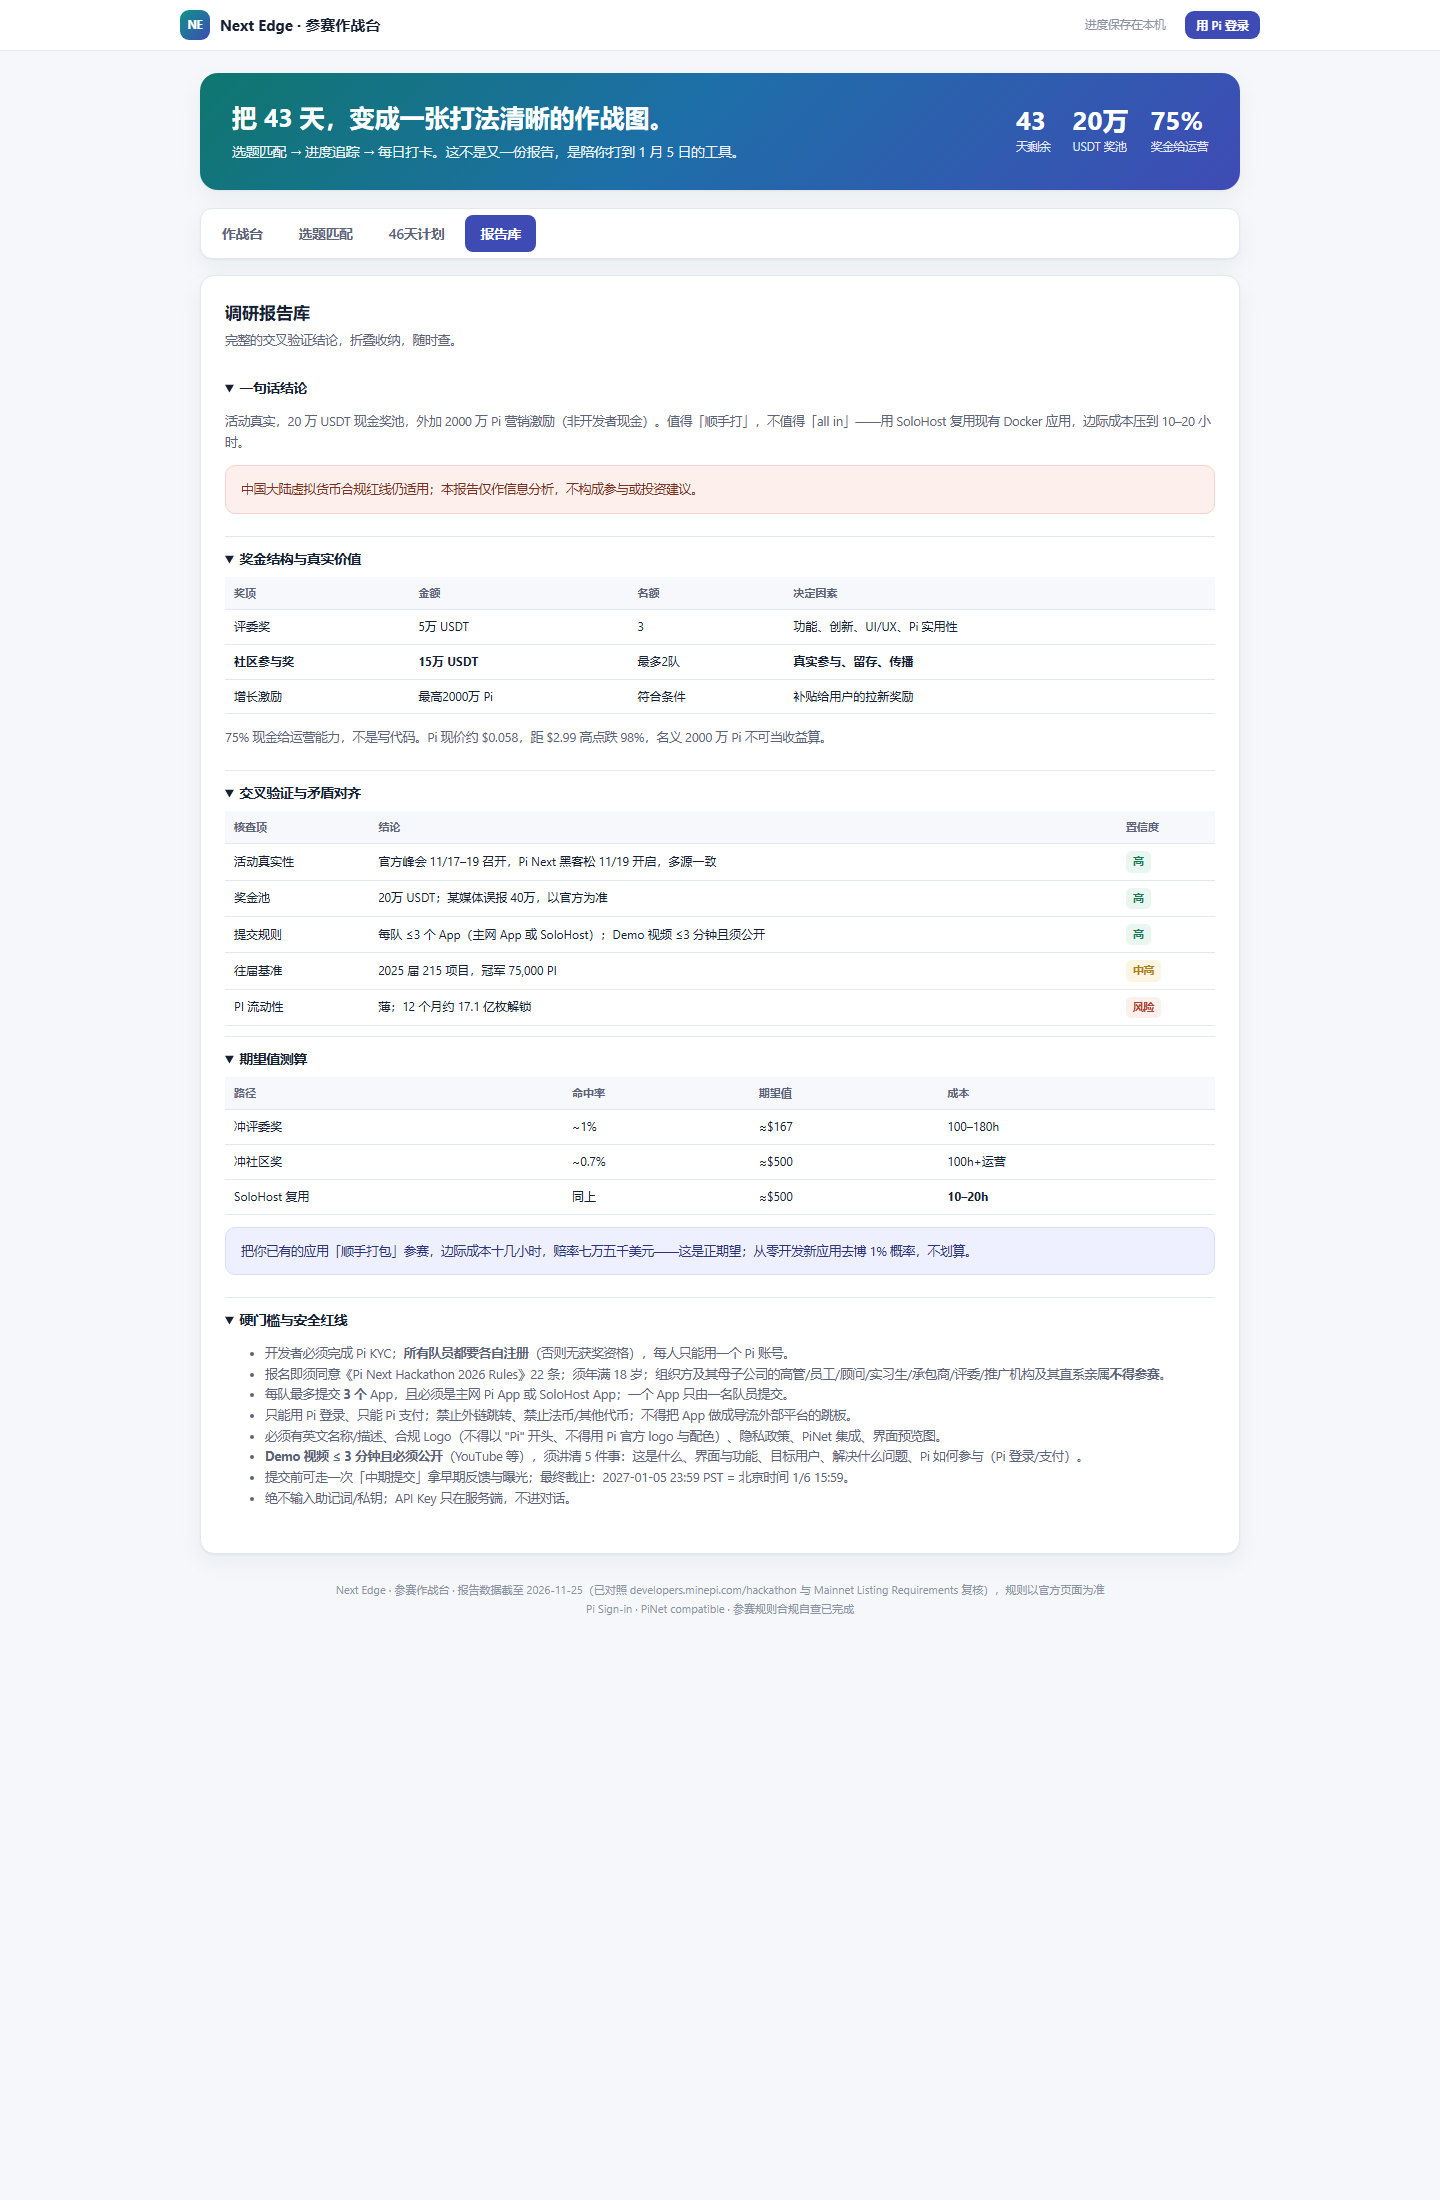 NE Next Edge · 参赛作战台
进度保存在本机 用 Pi 登录
把 43 天，变成一张打法清晰的作战图。
选题匹配 → 进度追踪 → 每日打卡。这不是又一份报告，是陪你打到 1 月 5 日的工具。
43 20万 75%
天剩余 USDT 奖池 奖金给运营
作战台 选题匹配 46天计划 报告库
调研报告库
完整的交叉验证结论，折叠收纳，随时查。
▼ 一句话结论
活动真实，20 万 USDT 现金奖池，外加 2000 万 Pi 营销激励（非开发者现金）。值得「顺手打」，不值得「all in」——用 SoloHost 复用现有 Docker 应用，边际成本压到 10–20 小
时。
中国大陆虚拟货币合规红线仍适用；本报告仅作信息分析，不构成参与或投资建议。
▼ 奖金结构与真实价值
奖项 金额 名额 决定因素
评委奖 5万 USDT 3 功能、创新、UI/UX、Pi 实用性
社区参与奖 15万 USDT 最多2队 真实参与、留存、传播
增长激励 最高2000万 Pi 符合条件 补贴给用户的拉新奖励
75% 现金给运营能力，不是写代码。Pi 现价约 $0.058，距 $2.99 高点跌 98%，名义 2000 万 Pi 不可当收益算。
▼ 交叉验证与矛盾对齐
核查项 结论 置信度
活动真实性 官方峰会 11/17–19 召开，Pi Next 黑客松 11/19 开启，多源一致 高
奖金池 20万 USDT；某媒体误报 40万，以官方为准 高
提交规则 每队 ≤3 个 App（主网 App 或 SoloHost）；Demo 视频 ≤3 分钟且须公开 高
往届基准 2025 届 215 项目，冠军 75,000 PI 中高
PI 流动性 薄；12 个月约 17.1 亿枚解锁 风险
▼ 期望值测算
路径 命中率 期望值 成本
冲评委奖 ~1% ≈$167 100–180h
冲社区奖 ~0.7% ≈$500 100h+运营
SoloHost 复用 同上 ≈$500 10–20h
把你已有的应用「顺手打包」参赛，边际成本十几小时，赔率七万五千美元——这是正期望；从零开发新应用去博 1% 概率，不划算。
▼ 硬门槛与安全红线
• 开发者必须完成 Pi KYC；所有队员都要各自注册（否则无获奖资格），每人只能用一个 Pi 账号。
• 报名即须同意《Pi Next Hackathon 2026 Rules》22 条；须年满 18 岁；组织方及其母子公司的高管/员工/顾问/实习生/承包商/评委/推广机构及其直系亲属不得参赛。
• 每队最多提交 3 个 App，且必须是主网 Pi App 或 SoloHost App；一个 App 只由一名队员提交。
• 只能用 Pi 登录、只能 Pi 支付；禁止外链跳转、禁止法币/其他代币；不得把 App 做成导流外部平台的跳板。
• 必须有英文名称/描述、合规 Logo（不得以 "Pi" 开头、不得用 Pi 官方 logo 与配色）、隐私政策、PiNet 集成、界面预览图。
• Demo 视频 ≤ 3 分钟且必须公开（YouTube 等），须讲清 5 件事：这是什么、界面与功能、目标用户、解决什么问题、Pi 如何参与（Pi 登录/支付）。
• 提交前可走一次「中期提交」拿早期反馈与曝光；最终截止：2027-01-05 23:59 PST = 北京时间 1/6 15:59。
• 绝不输入助记词/私钥；API Key 只在服务端，不进对话。
Next Edge · 参赛作战台 · 报告数据截至 2026-11-25（已对照 developers.minepi.com/hackathon 与 Mainnet Listing Requirements 复核），规则以官方页面为准
Pi Sign-in · PiNet compatible · 参赛规则合规自查已完成